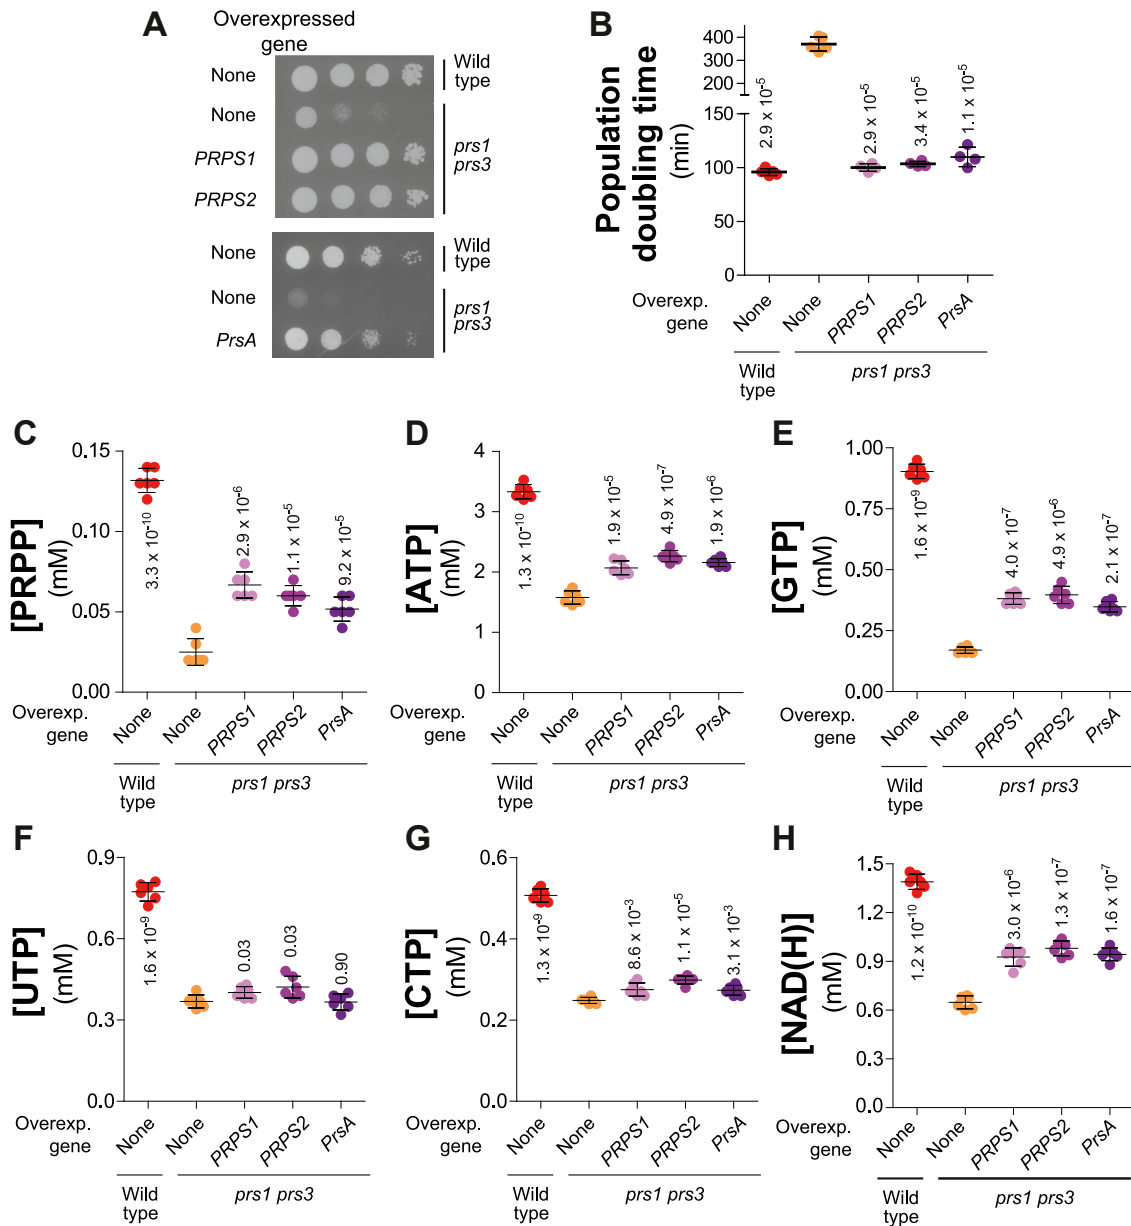 A
Overexpressed
gene
None
Wild
type
None
PRPS1
prs1
prs3
PRPS2
None
Wild
type
None
prs1
prs3
PrsA
B
Population
doubling time
(min)
400
300
200
150
100
50
0
2.9 x 10-5
2.9 x 10-5
3.4 x 10-5
1.1 x 10-5
Overexp.
gene
None
None
PRPS1
PRPS2
PrsA
Wild
type
prs1 prs3
C
[PRPP]
(mM)
0.15
0.10
0.05
0.00
3.3 x 10-10
2.9 x 10-6
1.1 x 10-5
9.2 x 10-5
Overexp.
gene
None
None
PRPS1
PRPS2
PrsA
Wild
type
prs1 prs3
D
[ATP]
(mM)
4
3
2
1
0
1.3 x 10-10
1.9 x 10-5
4.9 x 10-7
1.9 x 10-6
Overexp.
gene
None
None
PRPS1
PRPS2
PrsA
Wild
type
prs1 prs3
E
[GTP]
(mM)
1.00
0.75
0.50
0.25
0.00
1.6 x 10-9
4.0 x 10-7
4.9 x 10-6
2.1 x 10-7
Overexp.
gene
None
None
PRPS1
PRPS2
PrsA
Wild
type
prs1 prs3
F
[UTP]
(mM)
0.9
0.6
0.3
0.0
1.6 x 10-9
0.03
0.03
0.90
Overexp.
gene
None
None
PRPS1
PRPS2
PrsA
Wild
type
prs1 prs3
G
[CTP]
(mM)
0.6
0.4
0.2
0.0
1.3 x 10-9
8.6 x 10-3
1.1 x 10-5
3.1 x 10-3
Overexp.
gene
None
None
PRPS1
PRPS2
PrsA
Wild
type
prs1 prs3
H
[NAD(H)]
(mM)
1.5
1.2
0.9
0.6
0.3
0.0
1.2 x 10-10
3.0 x 10-6
1.3 x 10-7
1.6 x 10-7
Overexp.
gene
None
None
PRPS1
PRPS2
PrsA
Wild
type
prs1 prs3